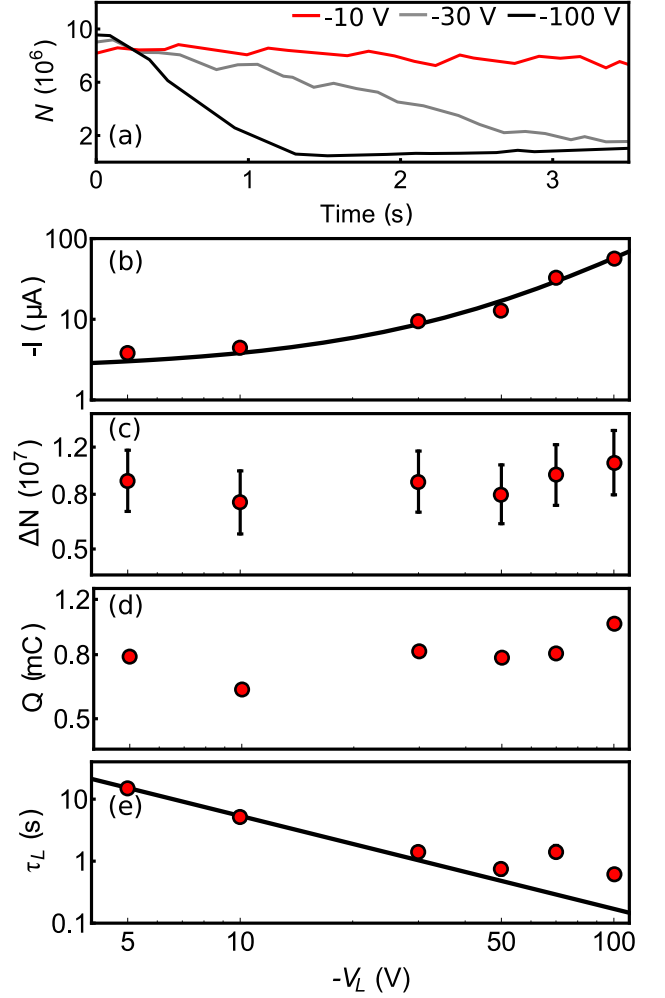 -10 V -30 V -100 V
10
6
2
N (10⁶)
(a)
0 1 2 3
Time (s)
100
10
1
-I (μA)
(b)
1.2
0.8
0.5
ΔN (10⁷)
(c)
1.2
0.8
0.5
Q (mC)
(d)
10
1
0.1
τL (s)
(e)
5 10 50 100
-VL (V)